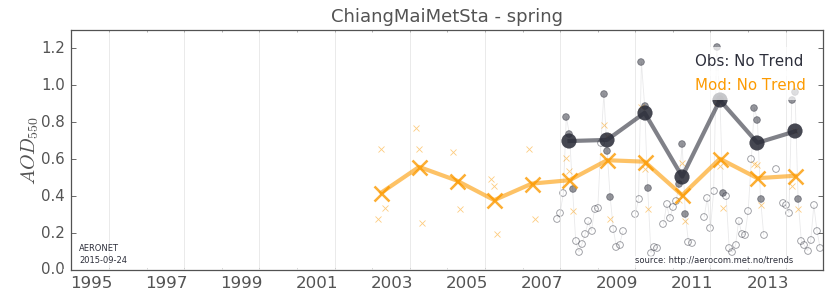 ChiangMaiMetSta - spring
Obs: No Trend
Mod: No Trend
AOD550
1.2
1.0
0.8
0.6
0.4
0.2
0.0
AERONET
2015-09-24
source: http://aerocom.met.no/trends
1995 1997 1999 2001 2003 2005 2007 2009 2011 2013